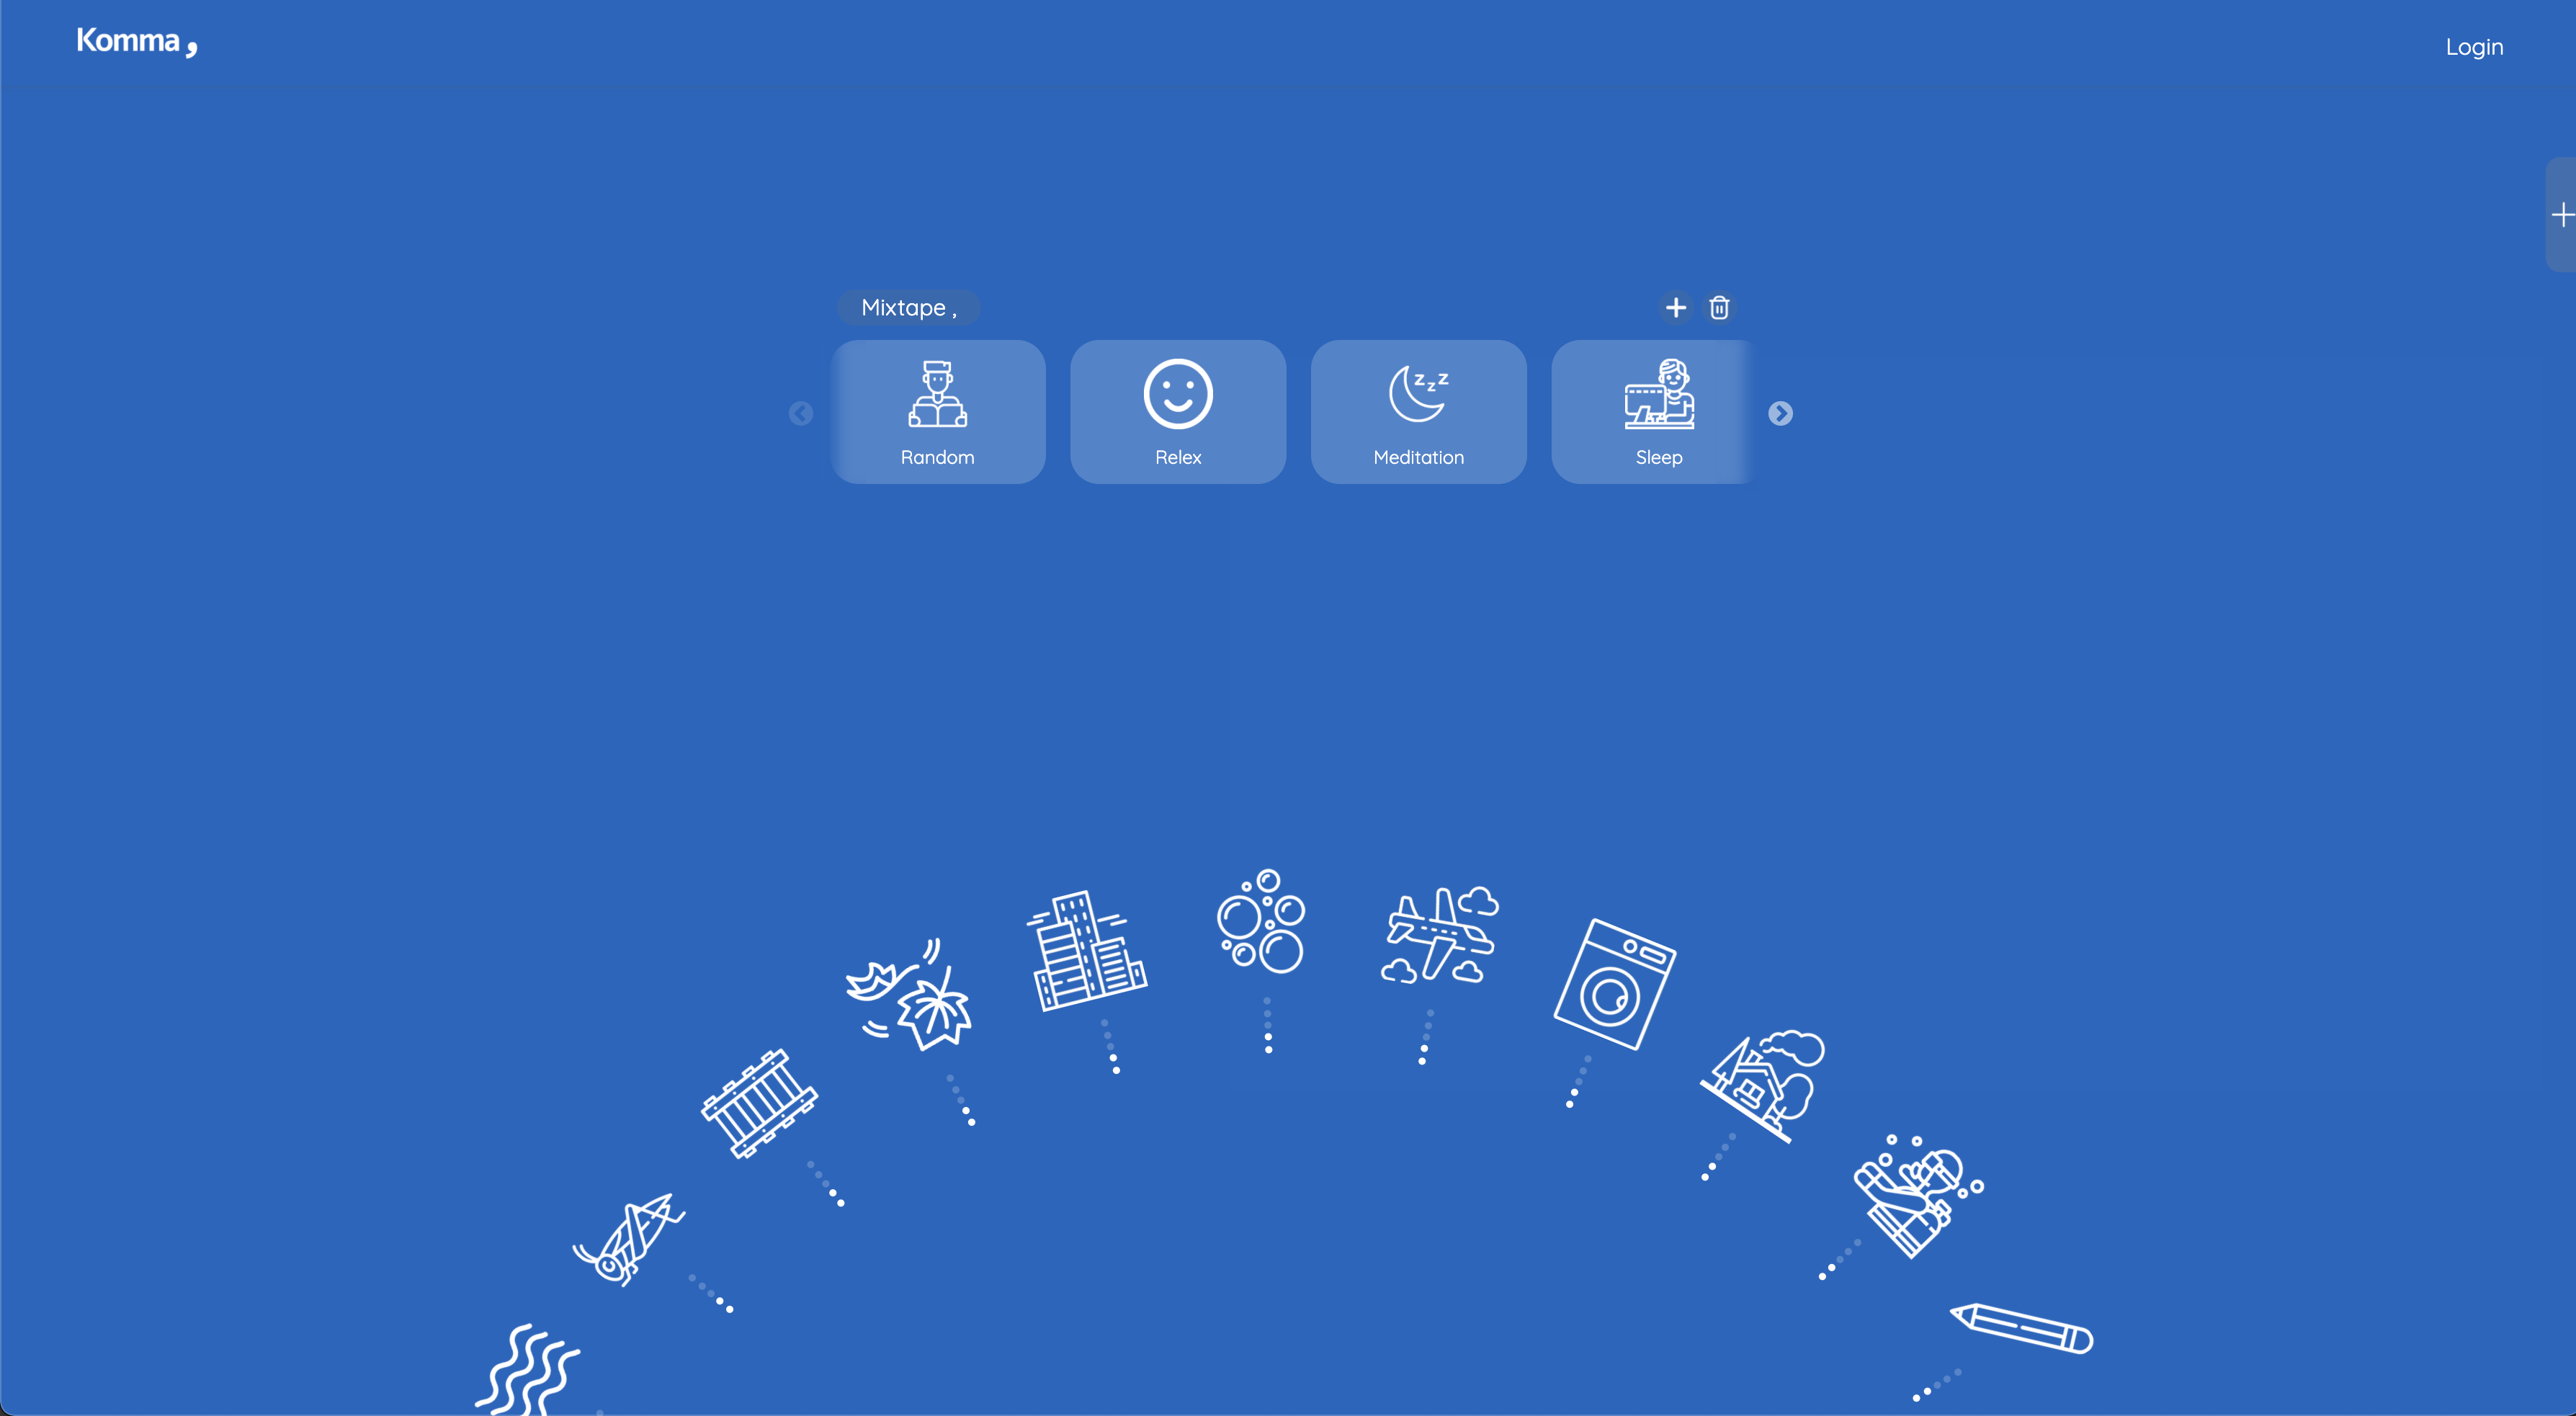 Komma,
Login
Mixtape ,
Random
Relex
Meditation
Sleep